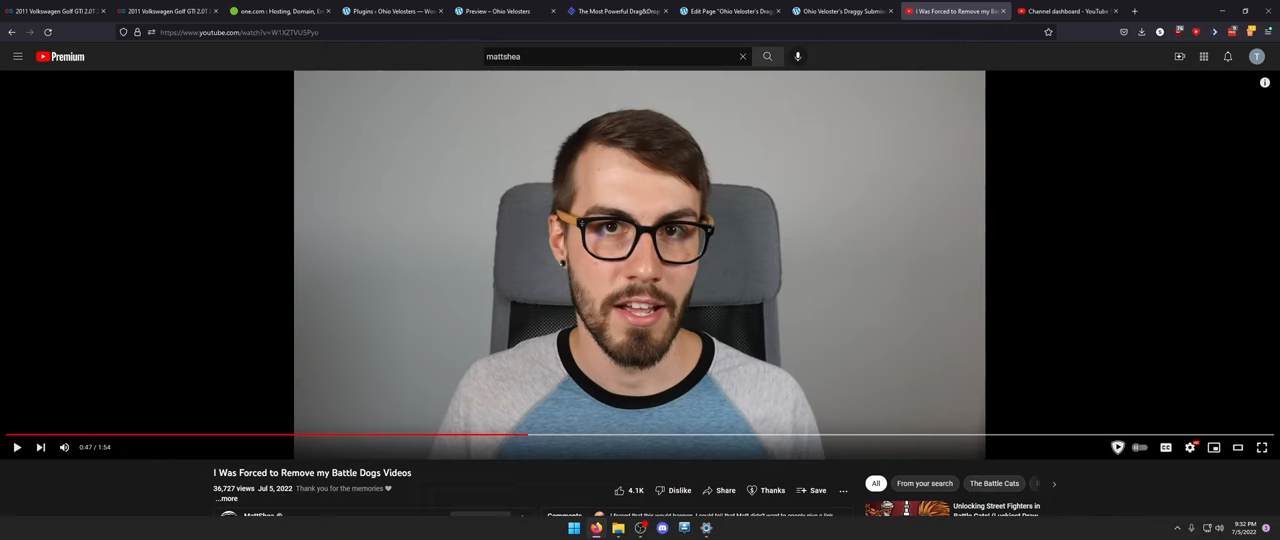 2011 Volkswagen Golf GTI 2.0T
2011 Volkswagen Golf GTI 2.0T
one.com : Hosting, Domain, Em
Plugins ‹ Ohio Velosters — Wor
Preview – Ohio Velosters
The Most Powerful Drag&Drop
Edit Page "Ohio Veloster's Drag
Ohio Veloster's Draggy Submis
I Was Forced to Remove my Bat
Channel dashboard - YouTube
https://www.youtube.com/watch?v=W1XZTVU5Pyo
Premium
mattshea
T
0:47 / 1:54
I Was Forced to Remove my Battle Dogs Videos
36,727 views Jul 5, 2022 Thank you for the memories
...more
4.1K
Dislike
Share
Thanks
Save
All
From your search
The Battle Cats
Unlocking Street Fighters in
MattShea
Comments
9:32 PM
7/5/2022